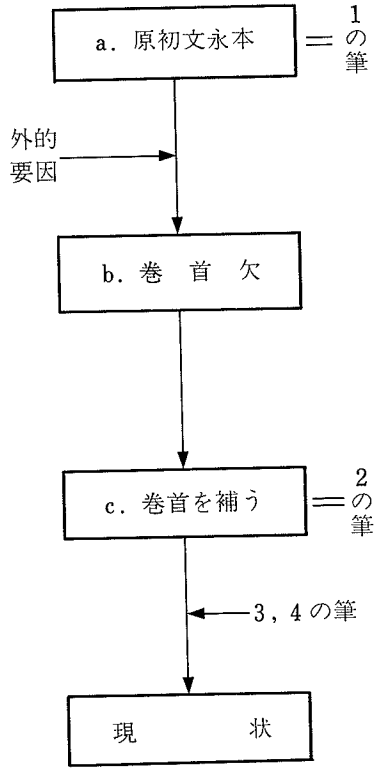 a. 原初文永本
=1の筆
外的
要因
b. 巻 首 欠
c. 巻首を補う
=2の筆
3, 4の筆
現 状